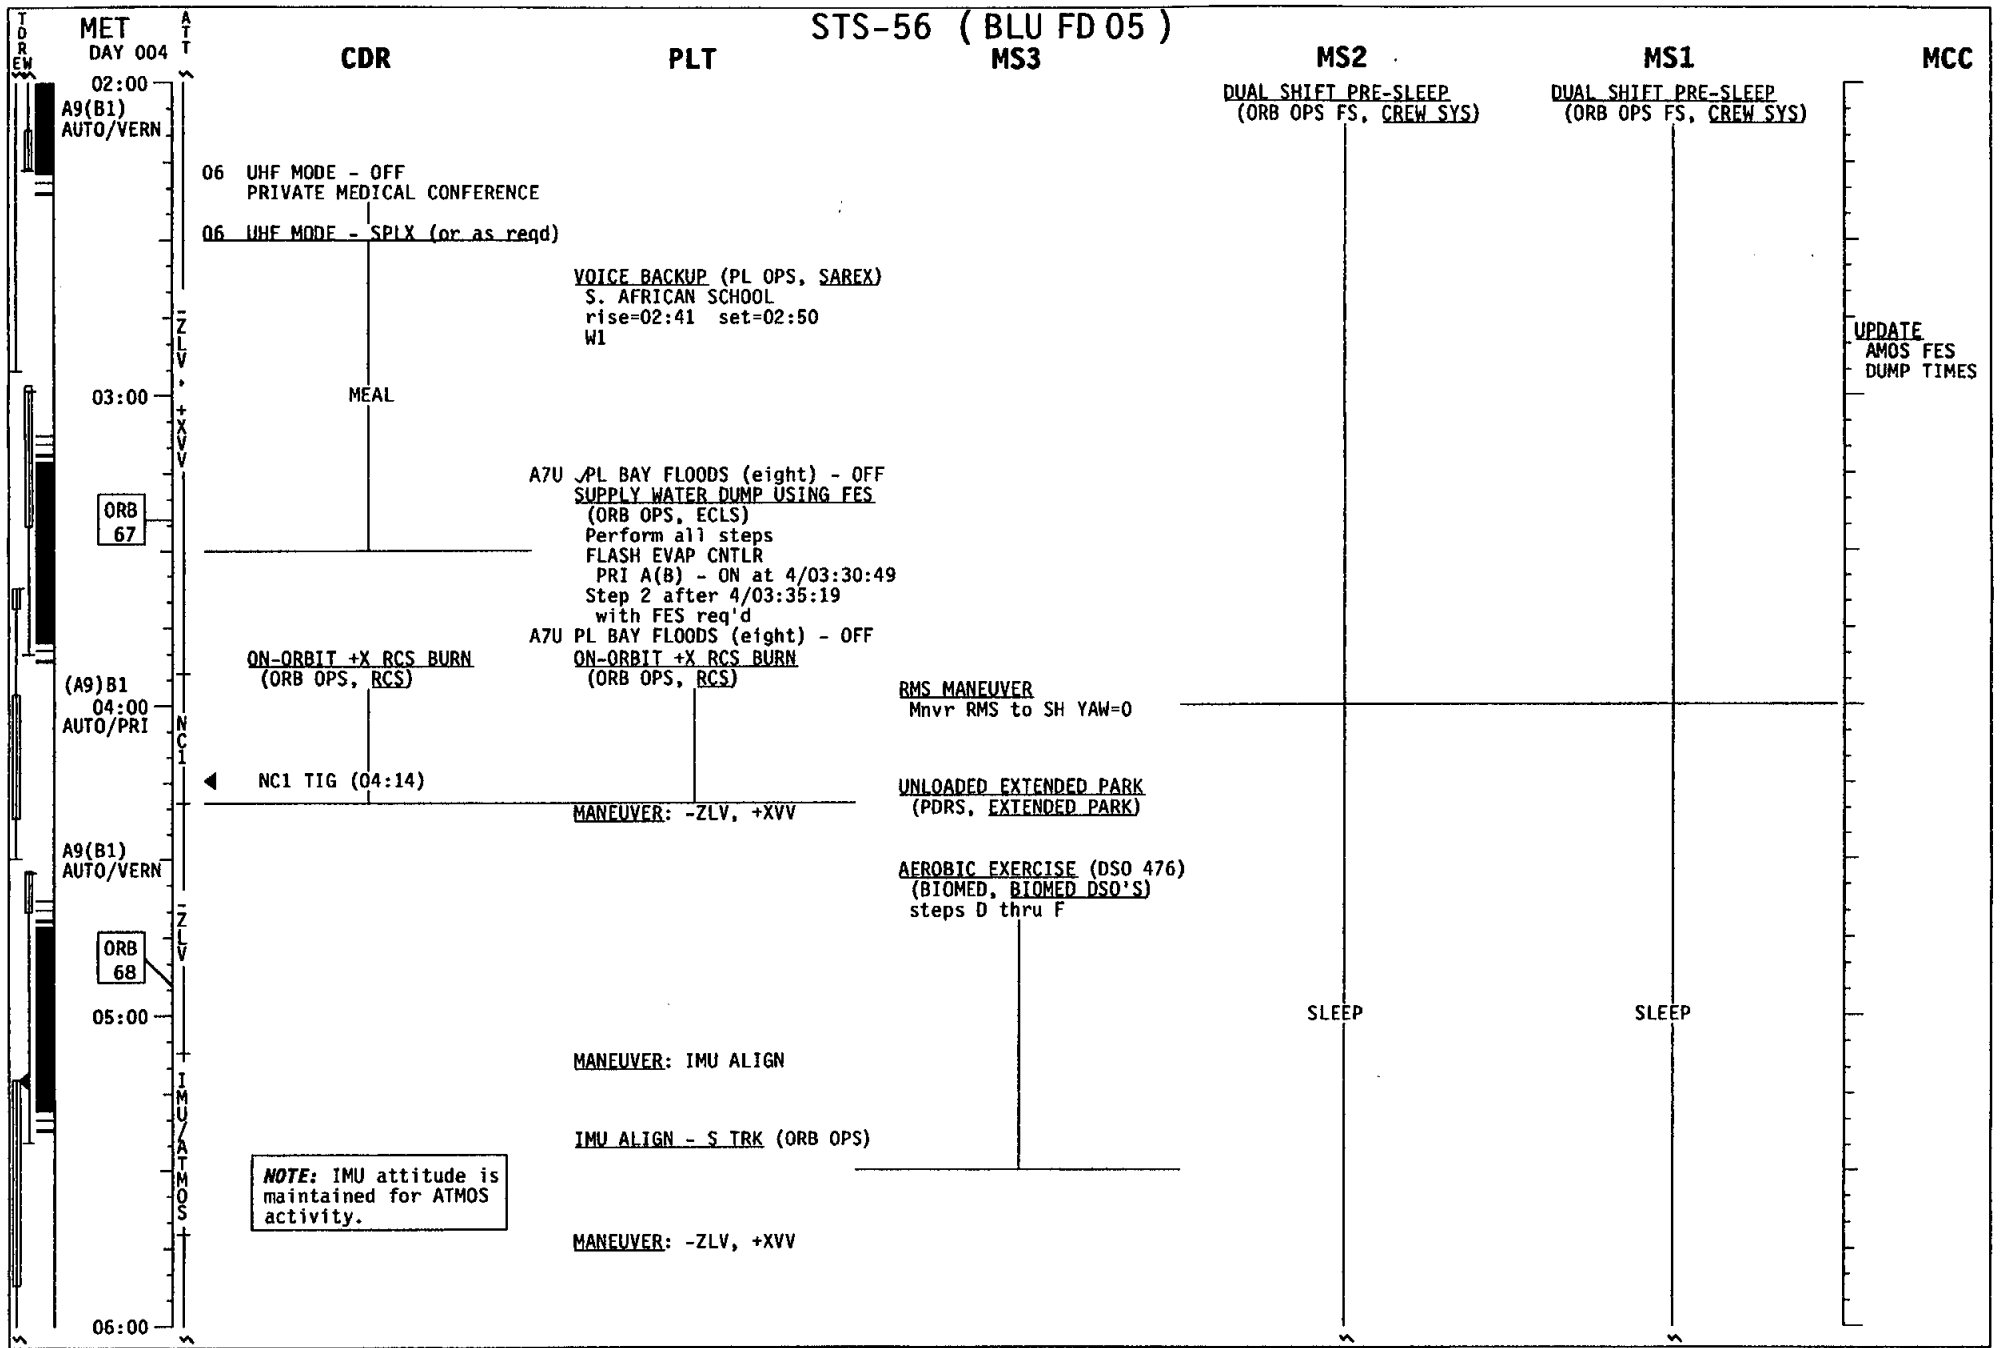 STS-56 ( BLU FD 05 )
TDRS
E W
MET
DAY 004
ATT
CDR
PLT
MS3
MS2
MS1
MCC
02:00
A9(B1)
AUTO/VERN
DUAL SHIFT PRE-SLEEP
(ORB OPS FS, CREW SYS)
DUAL SHIFT PRE-SLEEP
(ORB OPS FS, CREW SYS)
06 UHF MODE - OFF
PRIVATE MEDICAL CONFERENCE
06 UHF MODE - SPLX (or as reqd)
VOICE BACKUP (PL OPS, SAREX)
S. AFRICAN SCHOOL
rise=02:41 set=02:50
W1
-ZLV, +XVV
UPDATE
AMOS FES
DUMP TIMES
03:00
MEAL
ORB
67
A7U ✓PL BAY FLOODS (eight) - OFF
SUPPLY WATER DUMP USING FES
(ORB OPS, ECLS)
Perform all steps
FLASH EVAP CNTLR
PRI A(B) - ON at 4/03:30:49
Step 2 after 4/03:35:19
with FES req'd
A7U PL BAY FLOODS (eight) - OFF
ON-ORBIT +X RCS BURN
(ORB OPS, RCS)
ON-ORBIT +X RCS BURN
(ORB OPS, RCS)
(A9)B1
04:00
AUTO/PRI
NC1
RMS MANEUVER
Mnvr RMS to SH YAW=0
NC1 TIG (04:14)
UNLOADED EXTENDED PARK
(PDRS, EXTENDED PARK)
MANEUVER: -ZLV, +XVV
A9(B1)
AUTO/VERN
AEROBIC EXERCISE (DSO 476)
(BIOMED, BIOMED DSO'S)
steps D thru F
-ZLV
ORB
68
05:00
SLEEP
SLEEP
MANEUVER: IMU ALIGN
IMU/ATMOS
IMU ALIGN - S TRK (ORB OPS)
NOTE: IMU attitude is
maintained for ATMOS
activity.
MANEUVER: -ZLV, +XVV
06:00